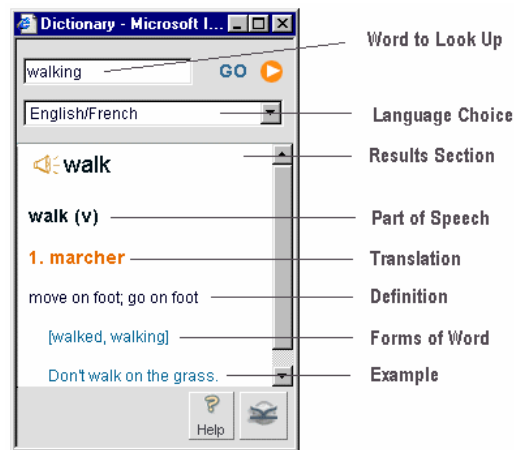 Dictionary - Microsoft I...
Word to Look Up
walking
GO
English/French
Language Choice
walk
Results Section
walk (v)
Part of Speech
1. marcher
Translation
move on foot; go on foot
Definition
[walked, walking]
Forms of Word
Don't walk on the grass.
Example
Help